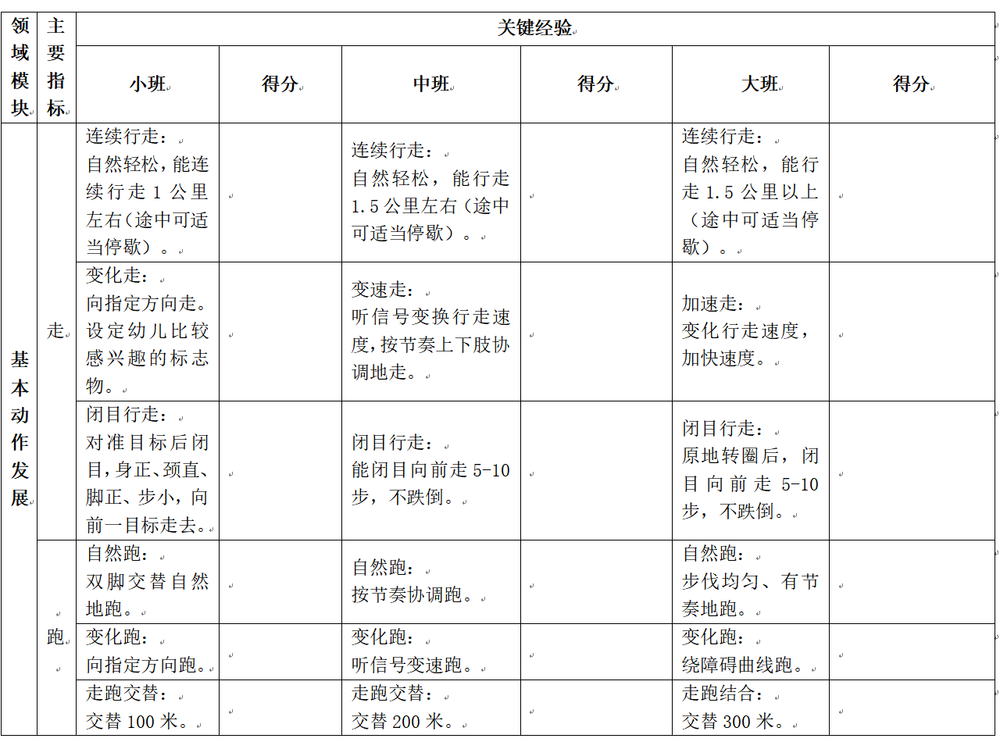 领
域
模
块
主
要
指
标
关键经验
小班
得分
中班
得分
大班
得分
基
本
动
作
发
展
走
连续行走：
自然轻松，能连
续行走 1 公里
左右（途中可适
当停歇）。
连续行走：
自然轻松，能行走
1.5 公里左右（途中
可适当停歇）。
连续行走：
自然轻松，能行
走 1.5 公里以上
（途中可适当停
歇）。
变化走：
向指定方向走。
设定幼儿比较
感兴趣的标志
物。
变速走：
听信号变换行走速
度，按节奏上下肢协
调地走。
加速走：
变化行走速度，
加快速度。
闭目行走：
对准目标后闭
目，身正、颈直、
脚正、步小，向
前一目标走去。
闭目行走：
能闭目向前走 5-10
步，不跌倒。
闭目行走：
原地转圈后，闭
目向前走 5-10
步，不跌倒。
跑
自然跑：
双脚交替自然
地跑。
自然跑：
按节奏协调跑。
自然跑：
步伐均匀、有节
奏地跑。
变化跑：
向指定方向跑。
变化跑：
听信号变速跑。
变化跑：
绕障碍曲线跑。
走跑交替：
交替 100 米。
走跑交替：
交替 200 米。
走跑结合：
交替 300 米。